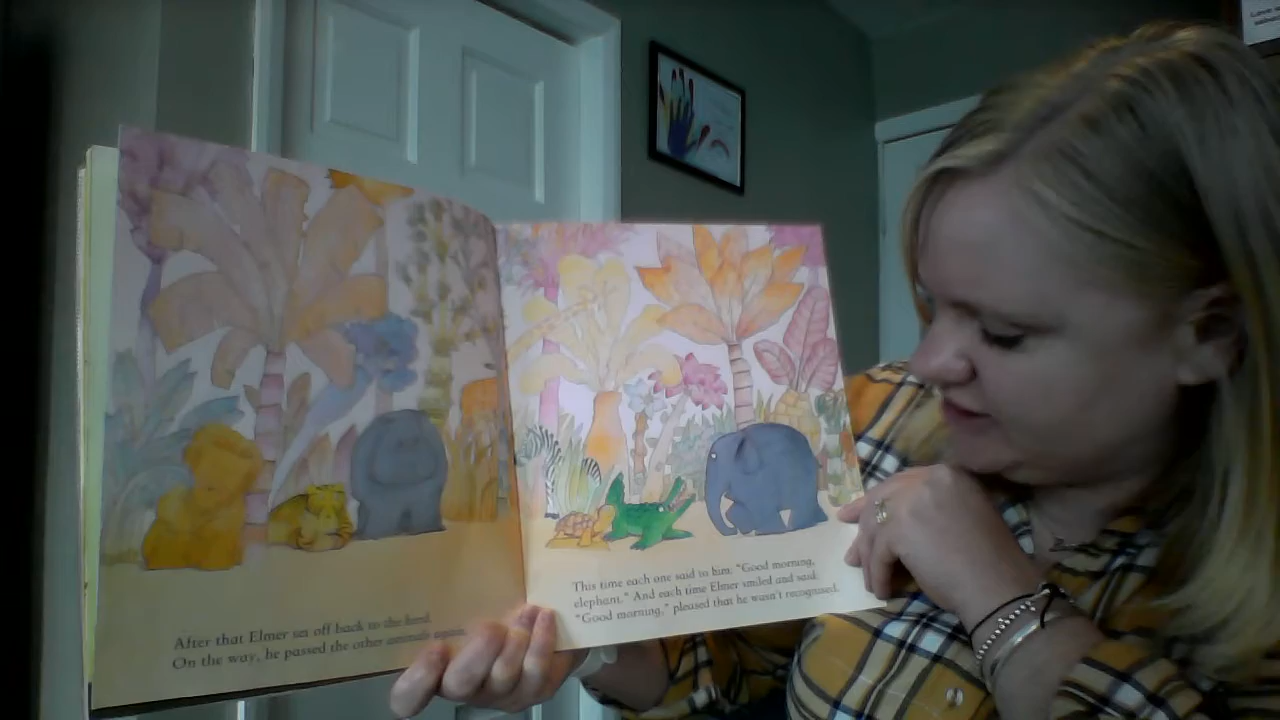 After that Elmer set off back to the herd.
On the way, he passed the other animals again.
This time each one said to him: "Good morning,
elephant." And each time Elmer smiled and said:
"Good morning," pleased that he wasn't recognised.